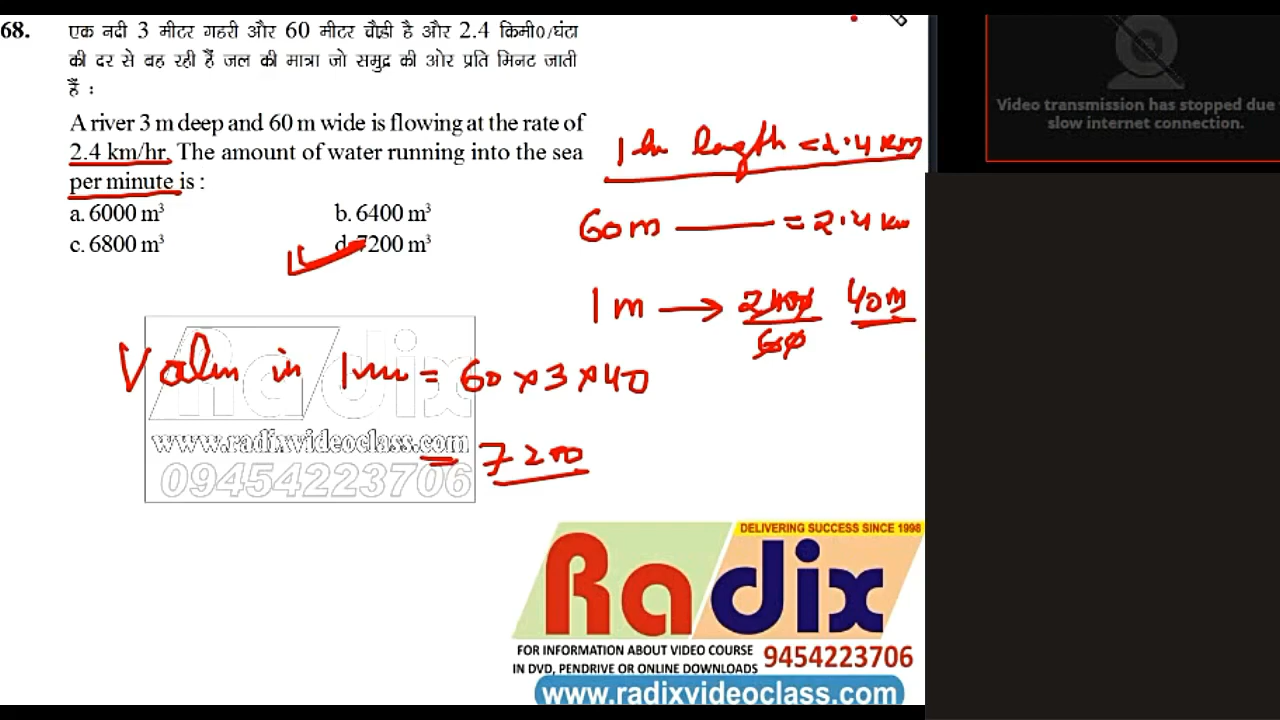 68. एक नदी 3 मीटर गहरी और 60 मीटर चौड़ी है और 2.4 किमी0/घंटा
की दर से बह रही हैं जल की मात्रा जो समुद्र की ओर प्रति मिनट जाती
हैं :
A river 3 m deep and 60 m wide is flowing at the rate of
2.4 km/hr. The amount of water running into the sea
per minute is :
a. 6000 m³ b. 6400 m³
c. 6800 m³ d. 7200 m³
length = 2.4 KM
60m = 2.4 km
1 m → 2400/60 40m
in 1 = 60 × 3 × 40
= 7200
Radix
www.radixvideoclass.com
09454223706
Video transmission has stopped due
slow internet connection.
DELIVERING SUCCESS SINCE 1998
Radix
FOR INFORMATION ABOUT VIDEO COURSE
IN DVD, PENDRIVE OR ONLINE DOWNLOADS 9454223706
www.radixvideoclass.com